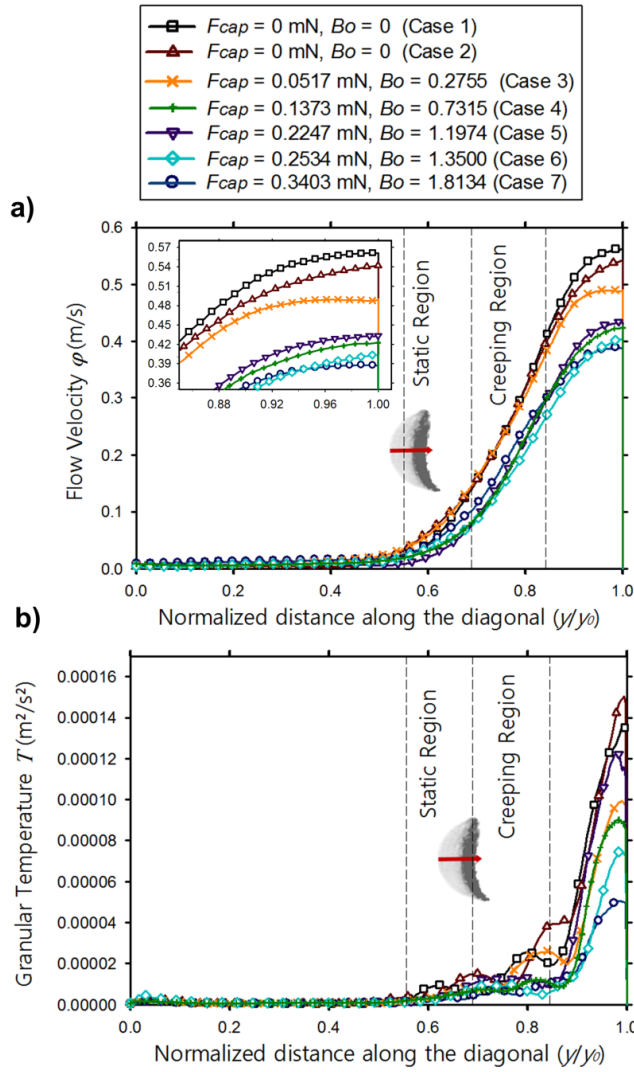 Fcap = 0 mN, Bo = 0 (Case 1)
Fcap = 0 mN, Bo = 0 (Case 2)
Fcap = 0.0517 mN, Bo = 0.2755 (Case 3)
Fcap = 0.1373 mN, Bo = 0.7315 (Case 4)
Fcap = 0.2247 mN, Bo = 1.1974 (Case 5)
Fcap = 0.2534 mN, Bo = 1.3500 (Case 6)
Fcap = 0.3403 mN, Bo = 1.8134 (Case 7)
a)
Flow Velocity φ (m/s)
0.6
0.5
0.4
0.3
0.2
0.1
0.0
0.57
0.54
0.51
0.48
0.45
0.42
0.39
0.36
0.88 0.92 0.96 1.00
Static Region
Creeping Region
0.0 0.2 0.4 0.6 0.8 1.0
Normalized distance along the diagonal (y/y₀)
b)
Granular Temperature T (m²/s²)
0.00016
0.00014
0.00012
0.00010
0.00008
0.00006
0.00004
0.00002
0.00000
Static Region
Creeping Region
0.0 0.2 0.4 0.6 0.8 1.0
Normalized distance along the diagonal (y/y₀)